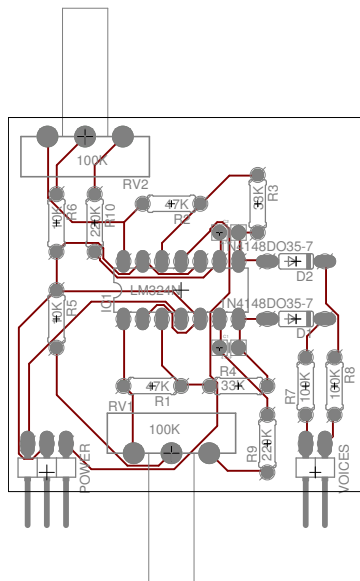 100K
RV2
R6
10K
R10
220K
47K
R2
R3
33K
1N4148DO35-7
D2
IC1
LM324N
1N4148DO35-7
D1
R5
10K
47K
R1
R4
33K
RV1
100K
R9
220K
R7
100K
R8
100K
POWER
VOICES